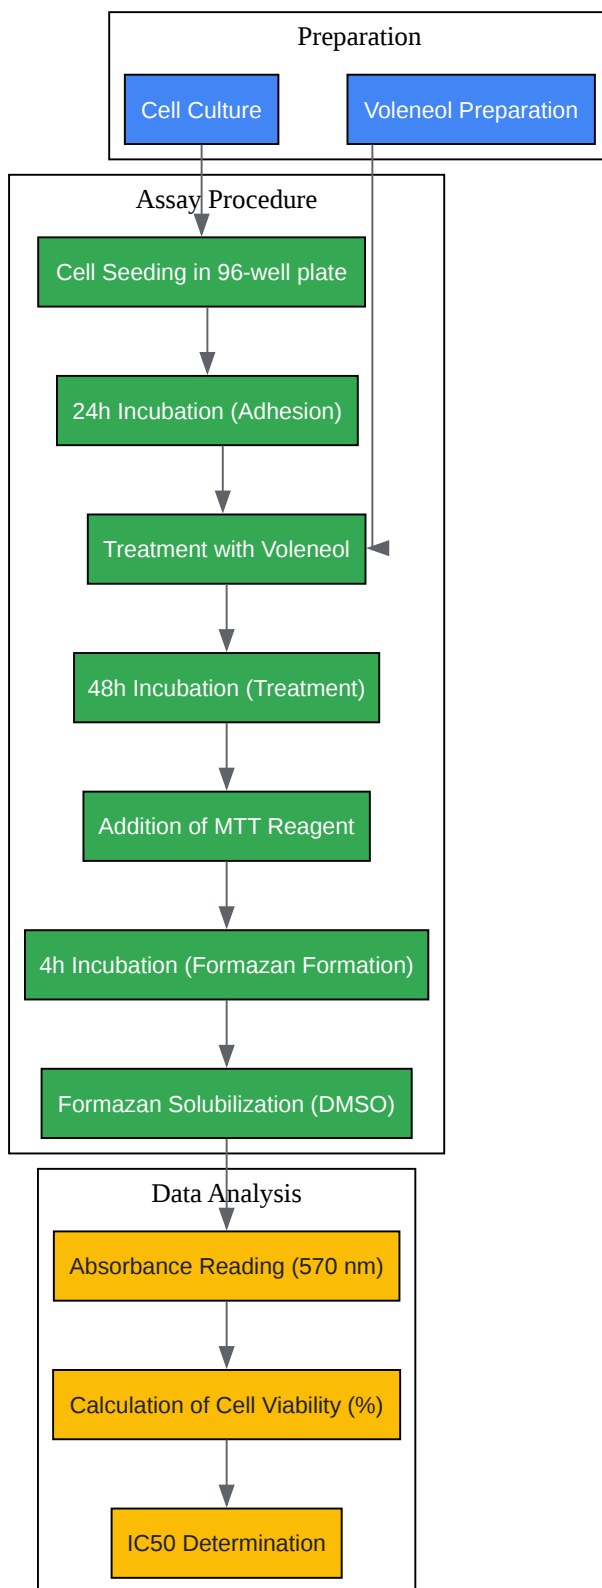 Preparation
Cell Culture
Voleneol Preparation
Assay Procedure
Cell Seeding in 96-well plate
24h Incubation (Adhesion)
Treatment with Voleneol
48h Incubation (Treatment)
Addition of MTT Reagent
4h Incubation (Formazan Formation)
Formazan Solubilization (DMSO)
Data Analysis
Absorbance Reading (570 nm)
Calculation of Cell Viability (%)
IC50 Determination